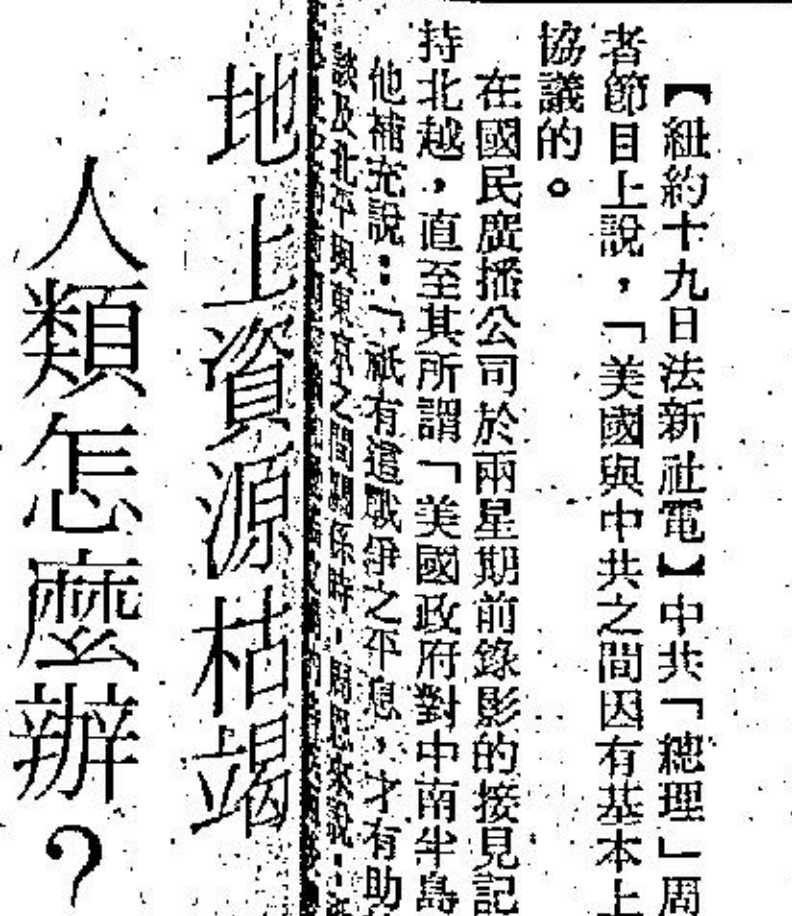 【紐約十九日法新社電】中共「總理」周
者節目上說,「美國與中共之間因有基本上
協議的。
在國民廣播公司於兩星期前錄影的接見記
持北越,直至其所謂「美國政府對中南半島
他補充說:「祇有這戰爭之平息,才有助
談及北平與東京之間關係時,周恩來說:
地上資源枯竭
人類怎麼辦?